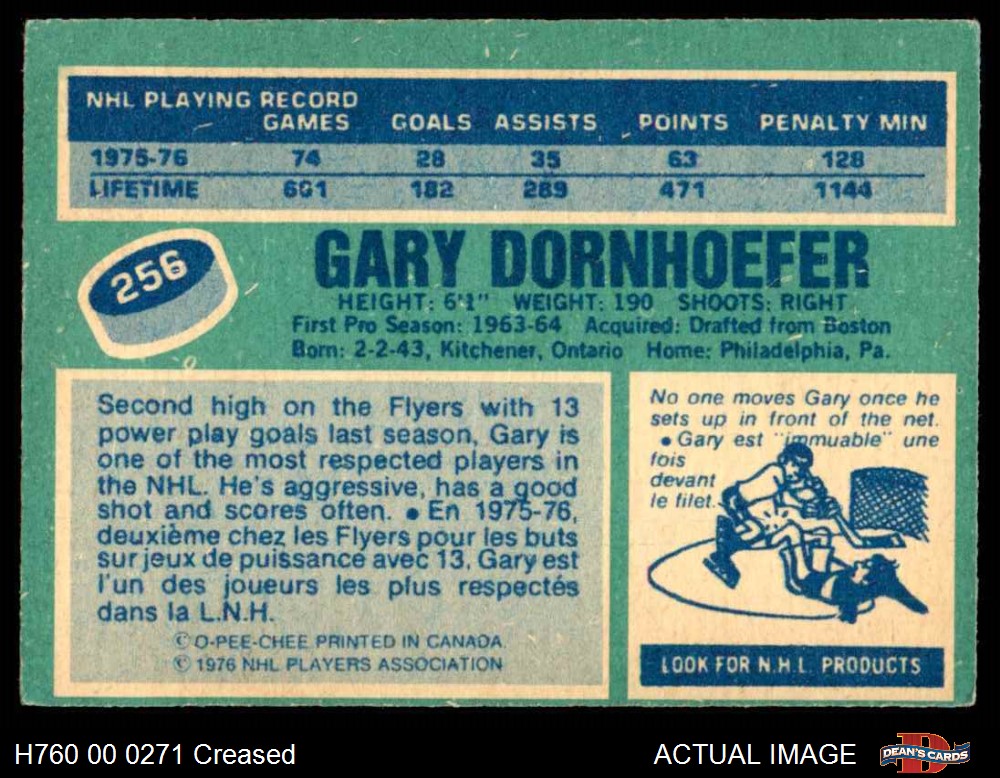 NHL PLAYING RECORD
GAMES GOALS ASSISTS POINTS PENALTY MIN
1975-76 74 28 35 63 128
LIFETIME 661 182 289 471 1144
256
GARY DORNHOEFER
HEIGHT: 6'1" WEIGHT: 190 SHOOTS: RIGHT
First Pro Season: 1963-64 Acquired: Drafted from Boston
Born: 2-2-43, Kitchener, Ontario Home: Philadelphia, Pa.
Second high on the Flyers with 13
power play goals last season, Gary is
one of the most respected players in
the NHL. He's aggressive, has a good
shot and scores often. • En 1975-76,
deuxième chez les Flyers pour les buts
sur jeux de puissance avec 13, Gary est
l'un des joueurs les plus respectés
dans la L.N.H.
© O-PEE-CHEE PRINTED IN CANADA
© 1976 NHL PLAYERS ASSOCIATION
No one moves Gary once he
sets up in front of the net.
• Gary est "immuable" une
fois
devant
le filet.
LOOK FOR N.H.L. PRODUCTS
H760 00 0271 Creased
ACTUAL IMAGE
DEAN'S CARDS